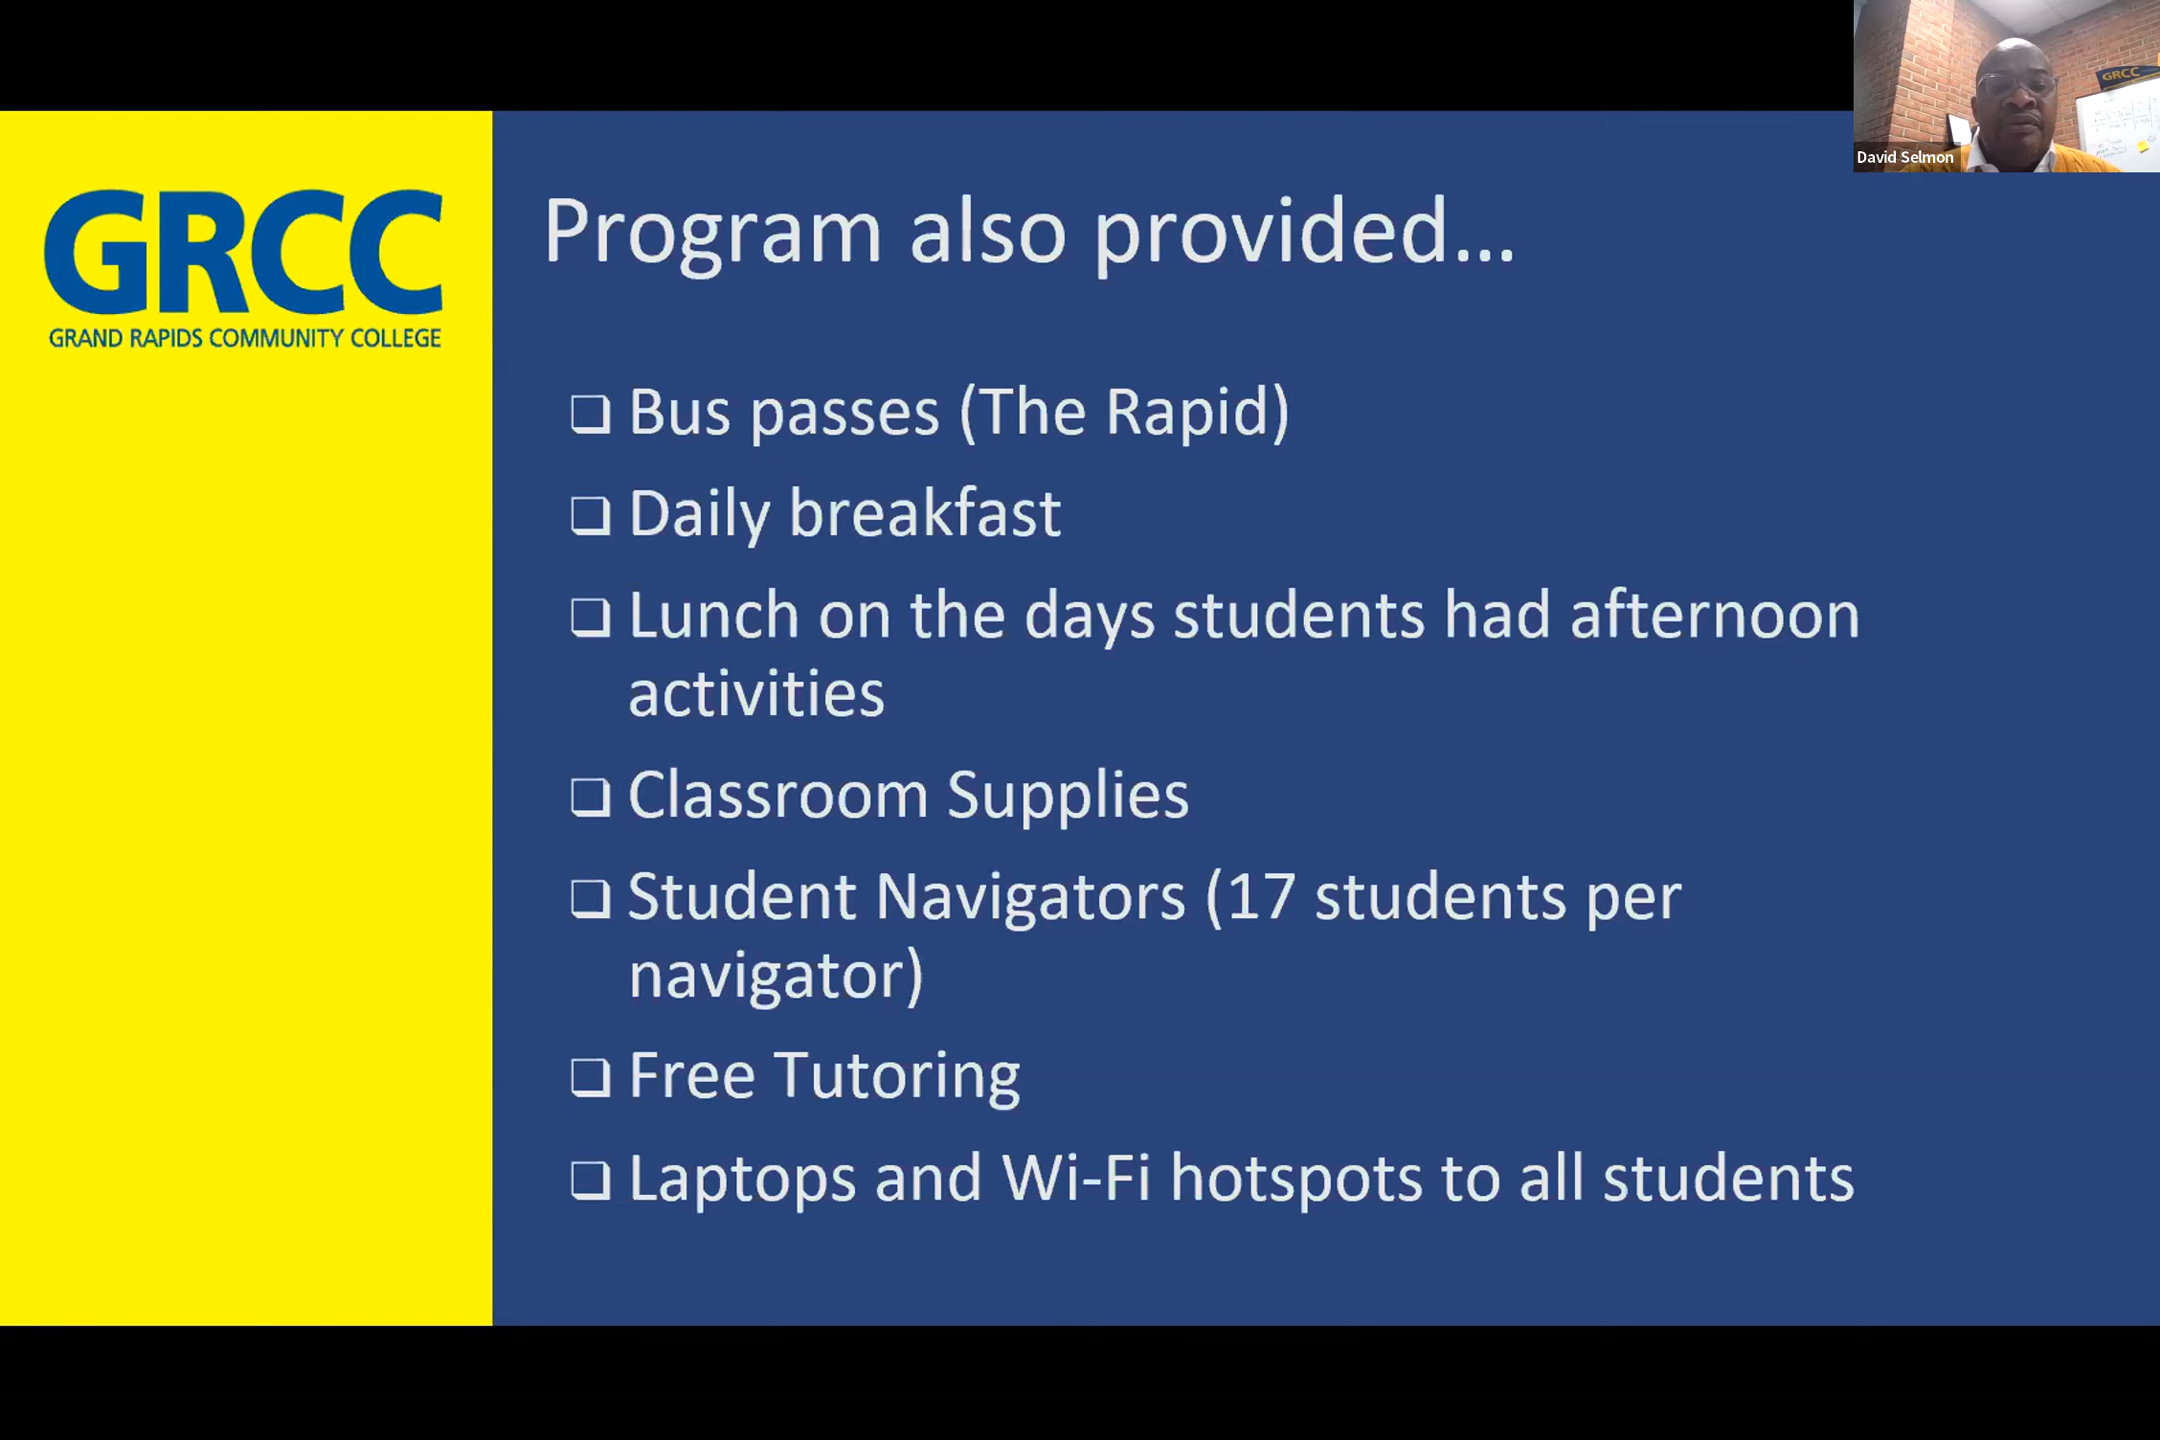 GRCC
GRAND RAPIDS COMMUNITY COLLEGE
Program also provided...
Bus passes (The Rapid)
Daily breakfast
Lunch on the days students had afternoon
activities
Classroom Supplies
Student Navigators (17 students per
navigator)
Free Tutoring
Laptops and Wi-Fi hotspots to all students
GRCC
David Selmon